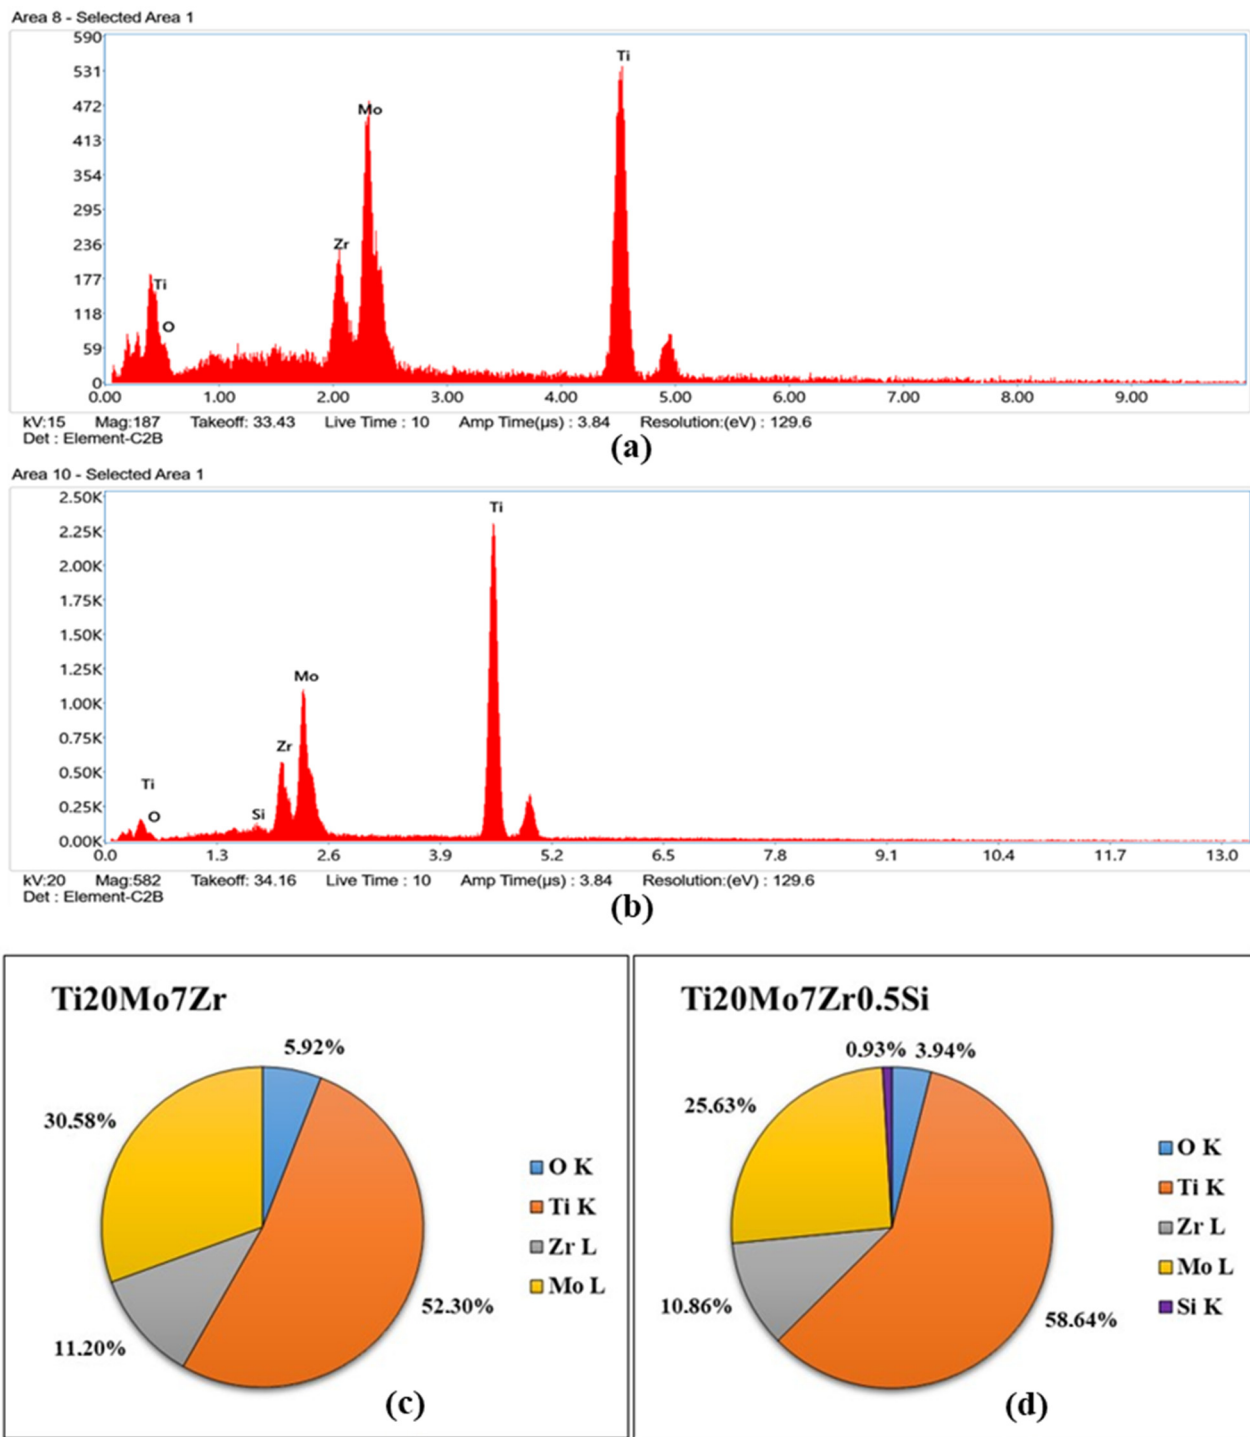 Area 8 - Selected Area 1
590
531
472
413
354
295
236
177
118
59
0
Ti
Mo
Zr
Ti
O
0.00 1.00 2.00 3.00 4.00 5.00 6.00 7.00 8.00 9.00
kV:15 Mag:187 Takeoff: 33.43 Live Time : 10 Amp Time(µs) : 3.84 Resolution:(eV) : 129.6
Det : Element-C2B
(a)
Area 10 - Selected Area 1
2.50K
2.25K
2.00K
1.75K
1.50K
1.25K
1.00K
0.75K
0.50K
0.25K
0.00K
Ti
Mo
Zr
Ti
Si
O
0.0 1.3 2.6 3.9 5.2 6.5 7.8 9.1 10.4 11.7 13.0
kV:20 Mag:582 Takeoff: 34.16 Live Time : 10 Amp Time(µs) : 3.84 Resolution:(eV) : 129.6
Det : Element-C2B
(b)
Ti20Mo7Zr
5.92%
30.58%
52.30%
11.20%
O K
Ti K
Zr L
Mo L
(c)
Ti20Mo7Zr0.5Si
0.93% 3.94%
25.63%
10.86%
58.64%
O K
Ti K
Zr L
Mo L
Si K
(d)